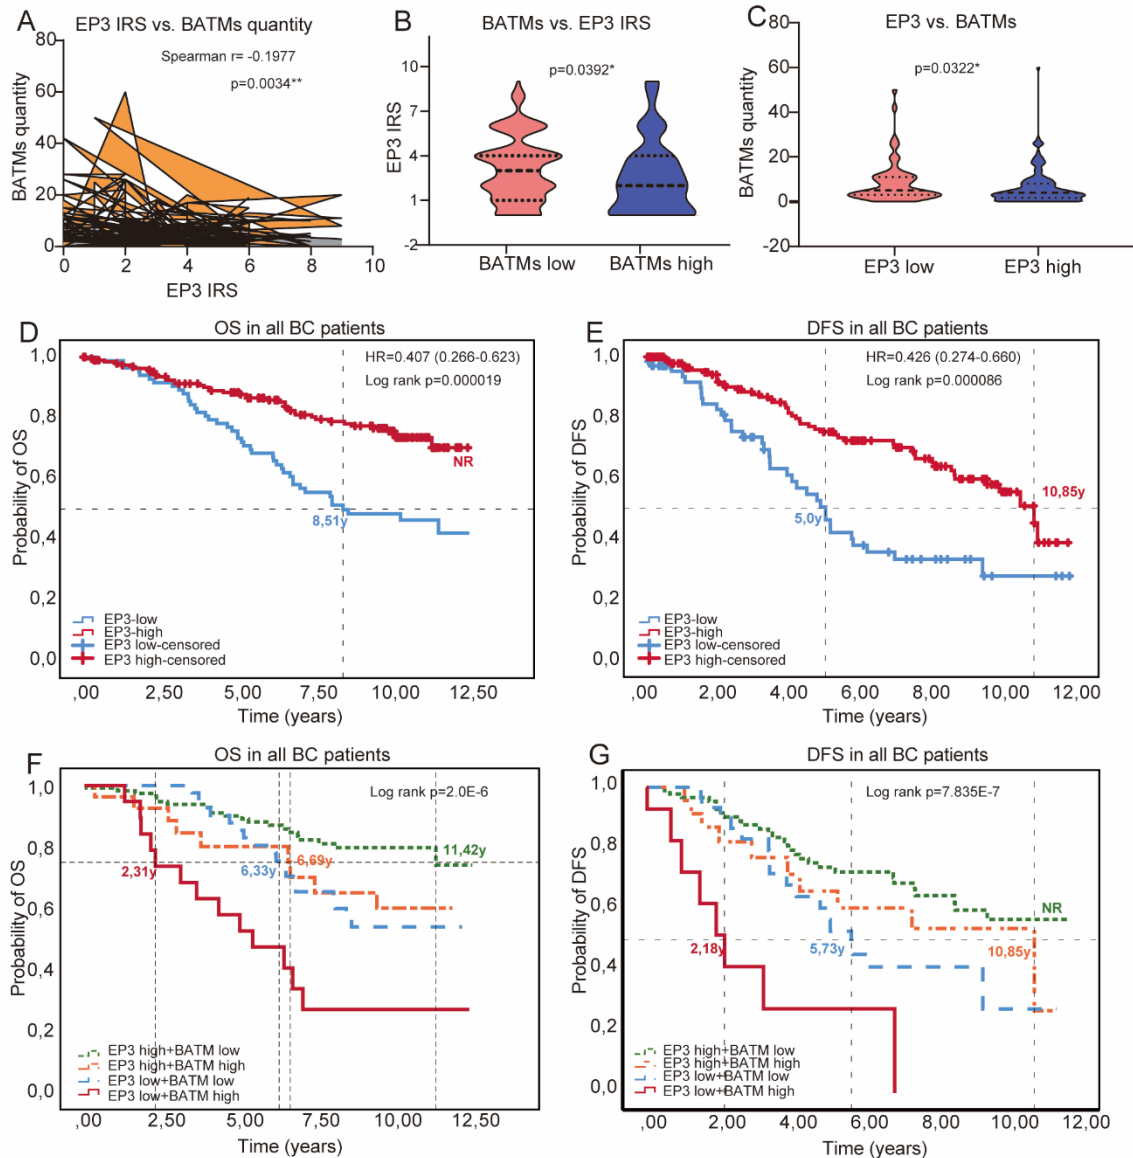 A
EP3 IRS vs. BATMs quantity
Spearman r= -0.1977
p=0.0034**
BATMs quantity
80
60
40
20
0
0 2 4 6 8 10
EP3 IRS
B
BATMs vs. EP3 IRS
p=0.0392*
EP3 IRS
10
7
4
1
-2
BATMs low BATMs high
C
EP3 vs. BATMs
p=0.0322*
BATMs quantity
80
60
40
20
0
-20
EP3 low EP3 high
D
OS in all BC patients
HR=0.407 (0.266-0.623)
Log rank p=0.000019
Probability of OS
1,0
0,8
0,6
0,4
0,2
0,0
NR
8,51y
EP3-low
EP3-high
EP3 low-censored
EP3 high-censored
,00 2,50 5,00 7,50 10,00 12,50
Time (years)
E
DFS in all BC patients
HR=0.426 (0.274-0.660)
Log rank p=0.000086
Probability of DFS
1,0
0,8
0,6
0,4
0,2
0,0
10,85y
5,0y
EP3-low
EP3-high
EP3 low-censored
EP3 high-censored
,00 2,00 4,00 6,00 8,00 10,00 12,00
Time (years)
F
OS in all BC patients
Log rank p=2.0E-6
Probability of OS
1,0
0,8
0,6
0,4
0,2
0,0
11,42y
2,31y 6,33y 6,69y
EP3 high+BATM low
EP3 high+BATM high
EP3 low+BATM low
EP3 low+BATM high
,00 2,50 5,00 7,50 10,00 12,50
Time (years)
G
DFS in all BC patients
Log rank p=7.835E-7
Probability of DFS
1,0
0,8
0,6
0,4
0,2
0,0
NR
2,18y 5,73y 10,85y
EP3 high+BATM low
EP3 high+BATM high
EP3 low+BATM low
EP3 low+BATM high
,00 2,00 4,00 6,00 8,00 10,00 12,00
Time (years)